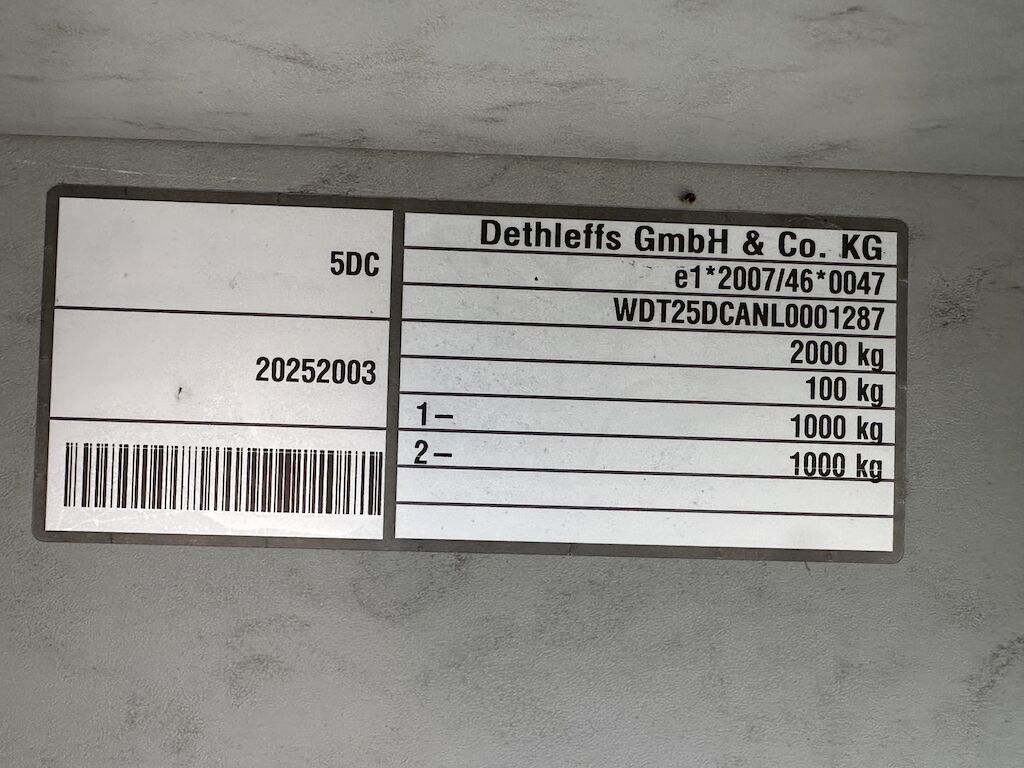 5DC
20252003
Dethleffs GmbH & Co. KG
e1*2007/46*0047
WDT25DCANL0001287
2000 kg
100 kg
1– 1000 kg
2– 1000 kg